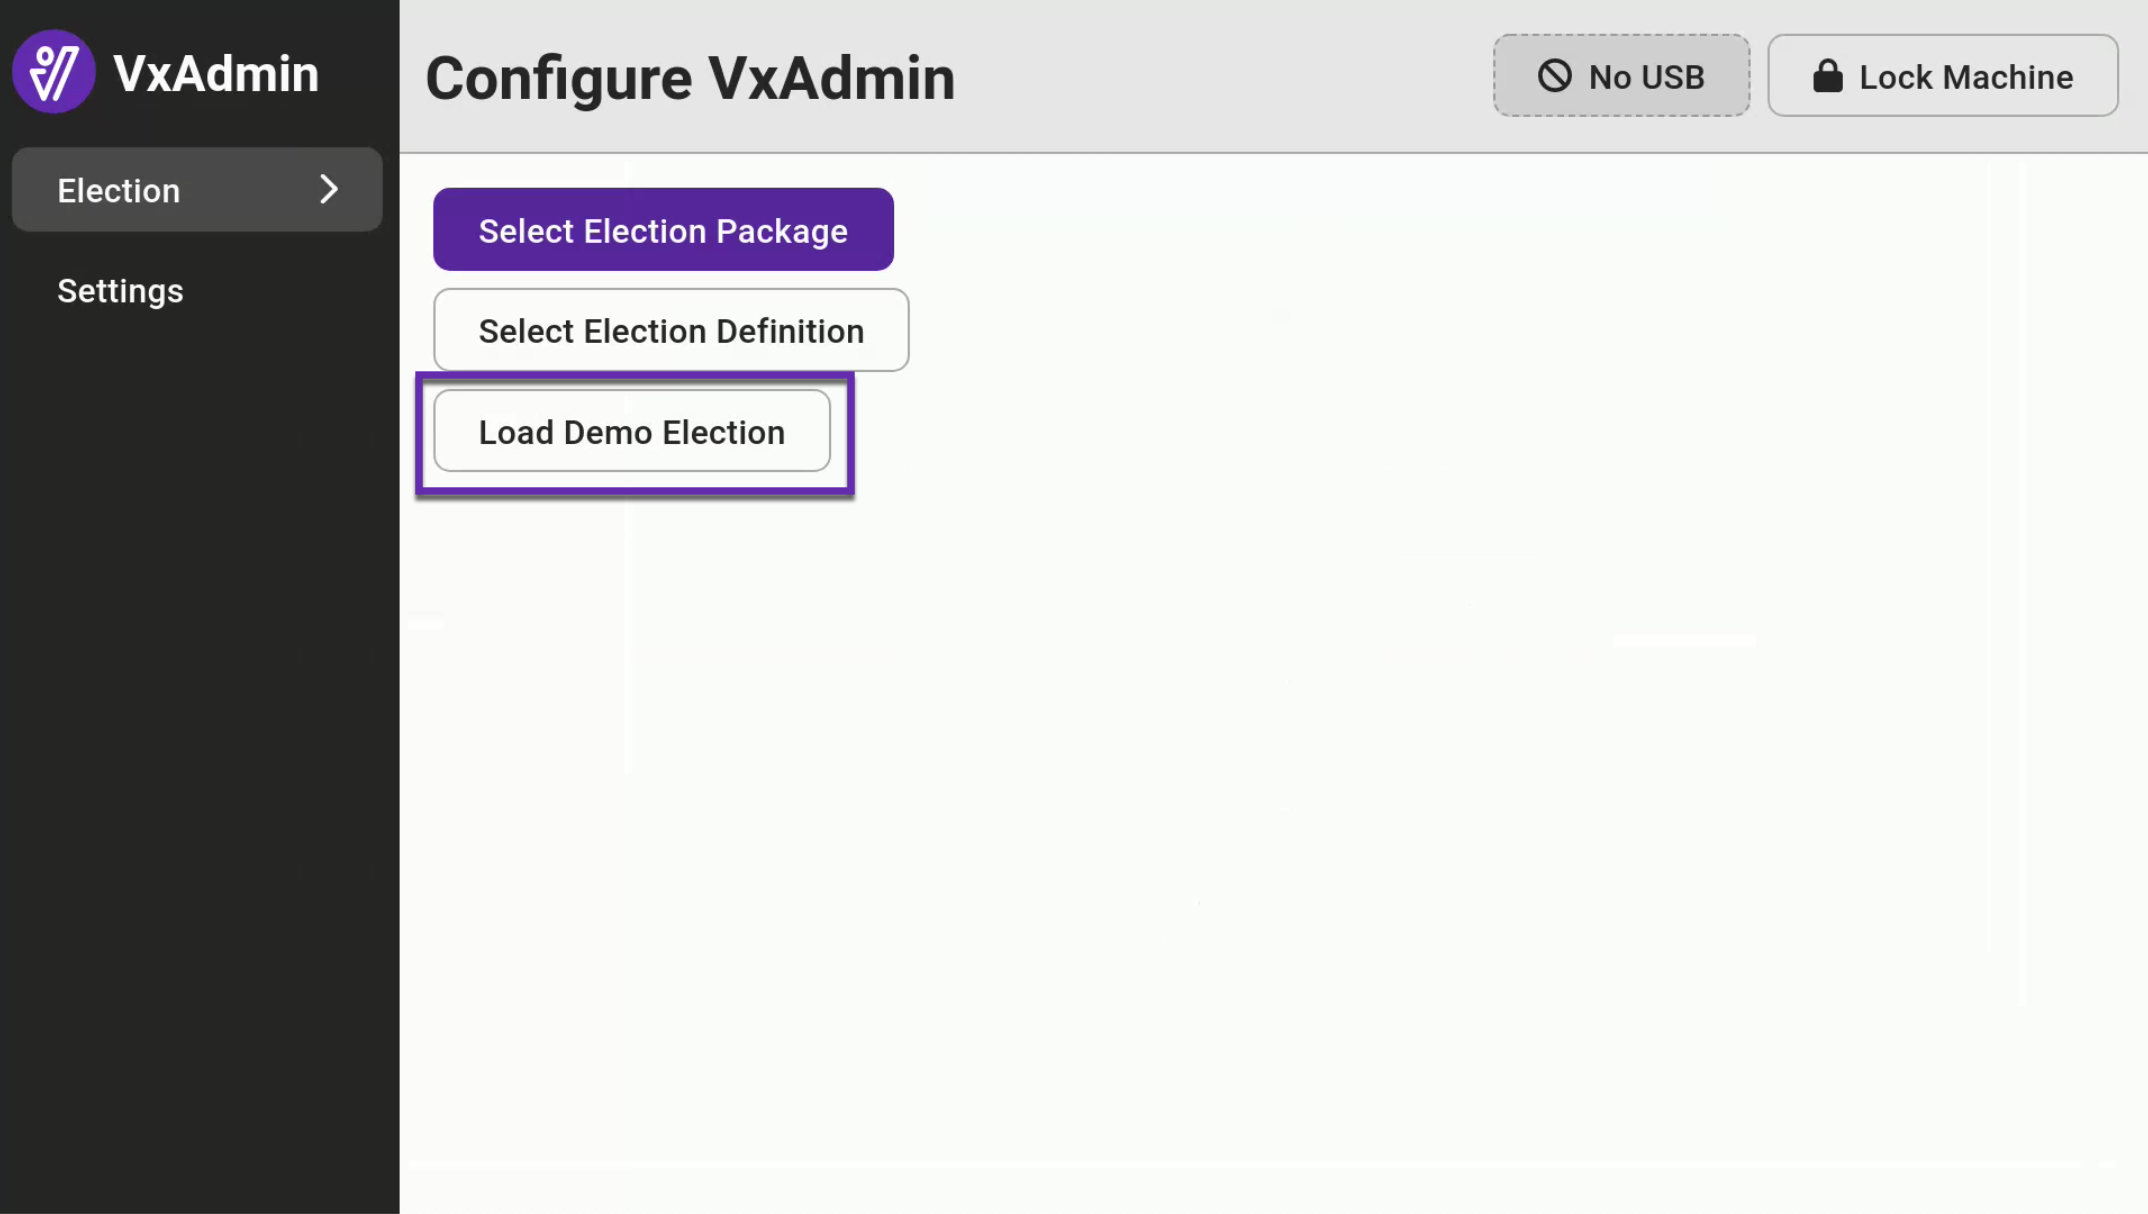 VxAdmin
Election
Settings
Configure VxAdmin
No USB
Lock Machine
Select Election Package
Select Election Definition
Load Demo Election